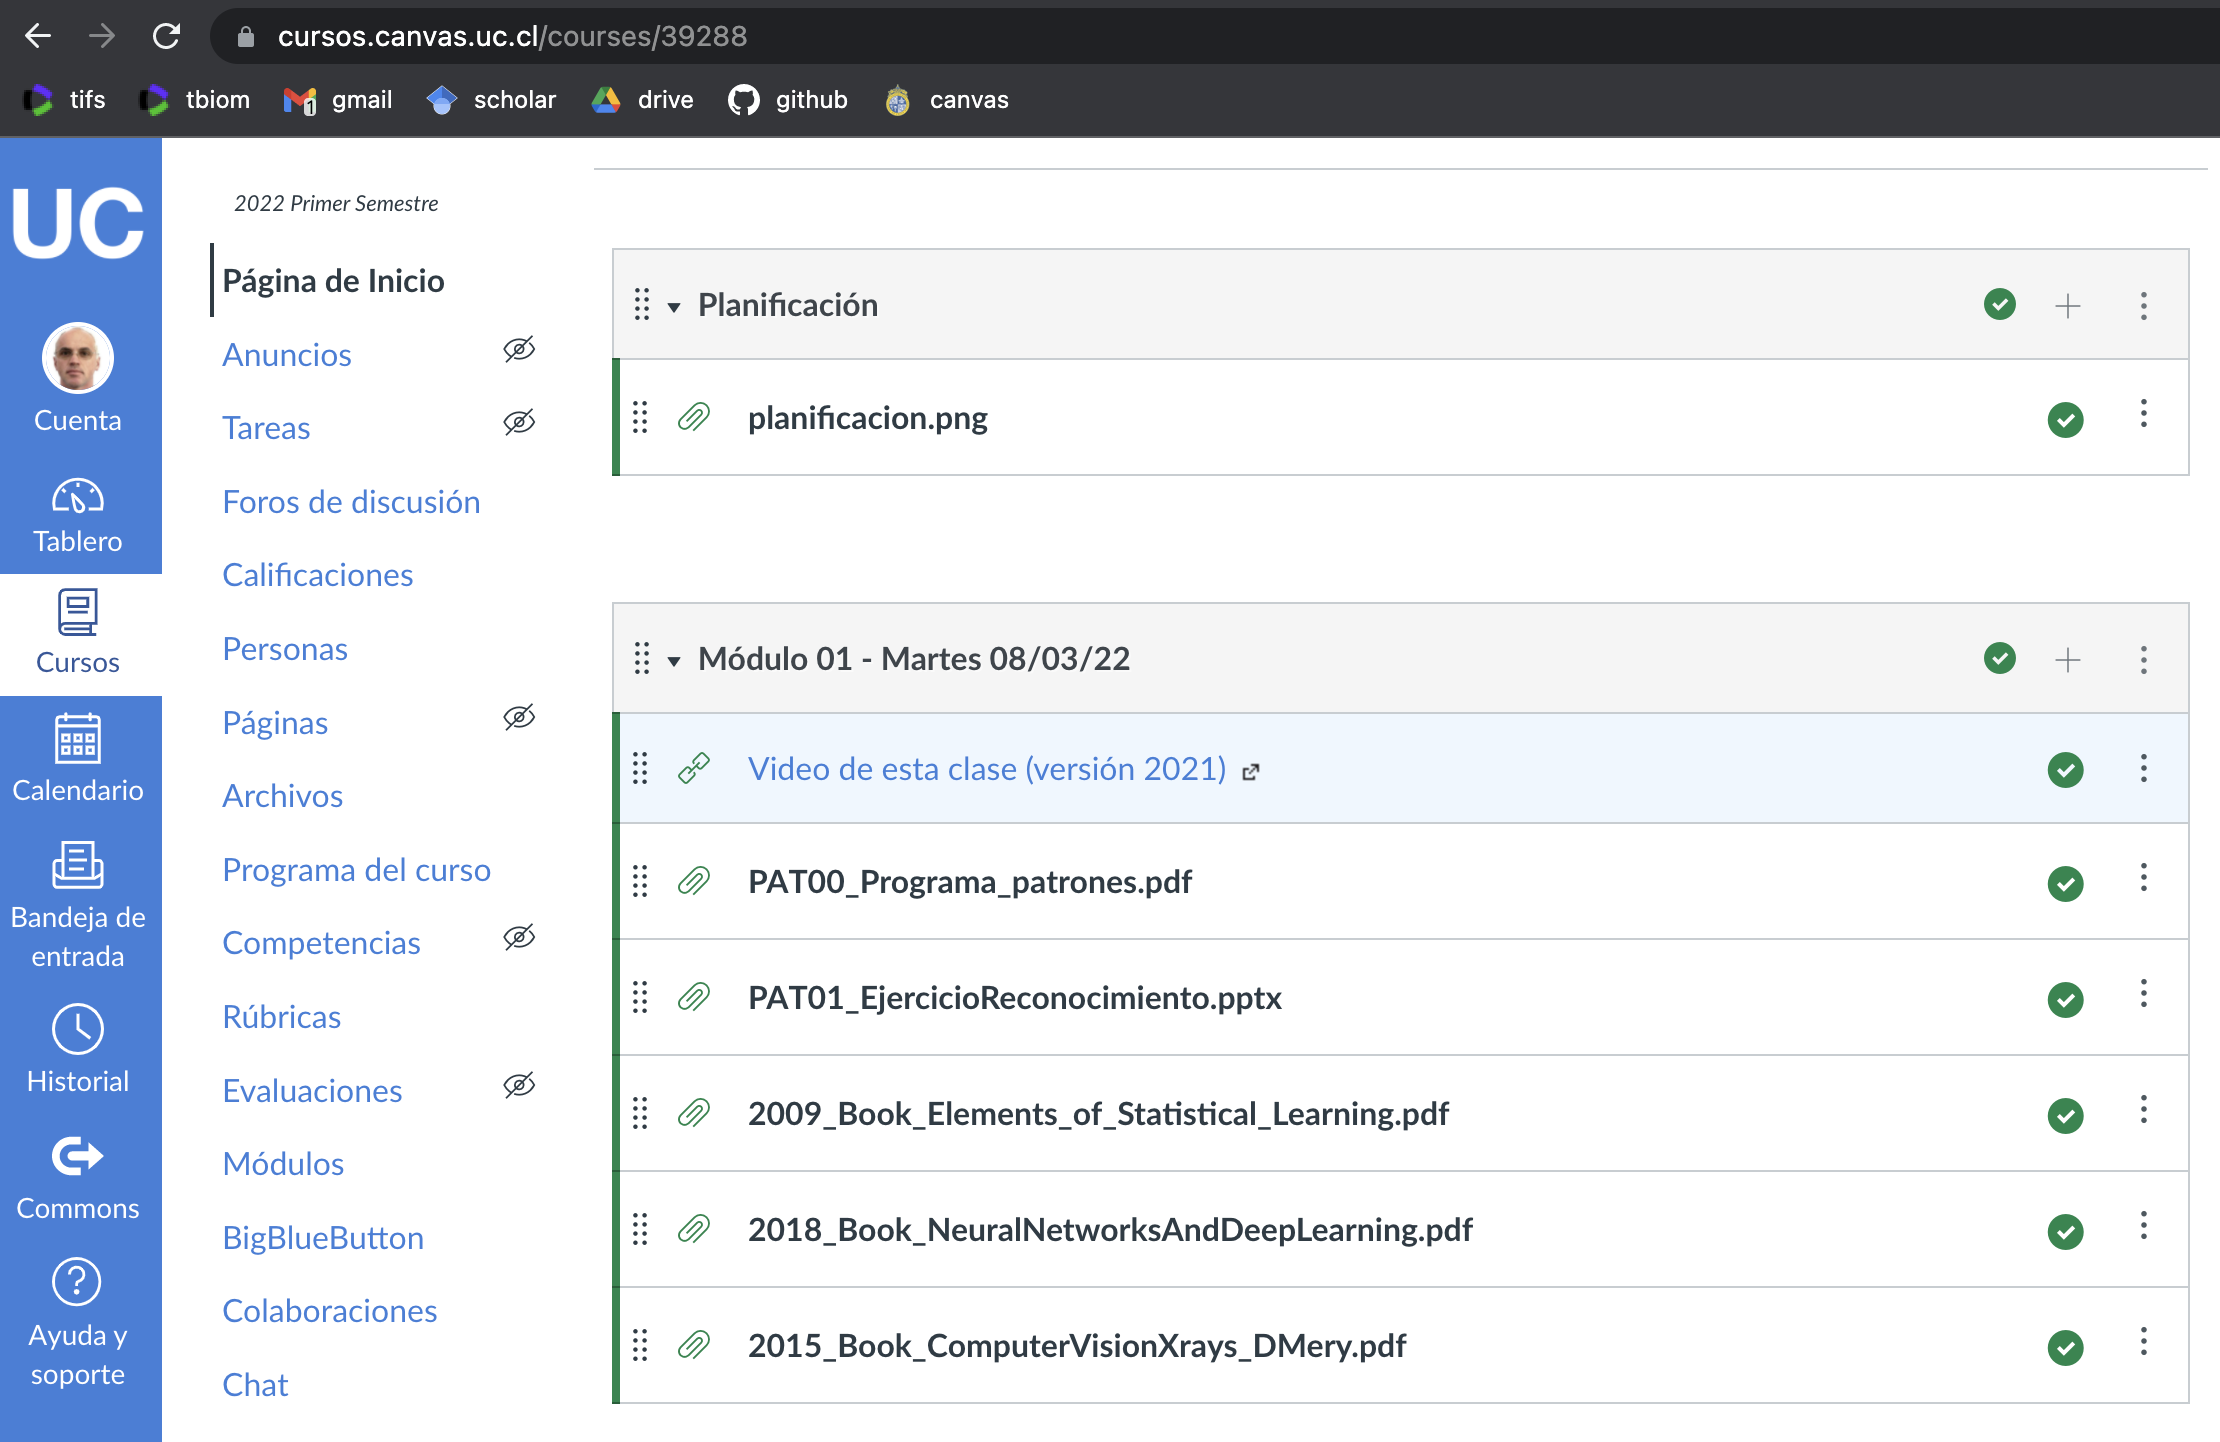 cursos.canvas.uc.cl/courses/39288
tifs
tbiom
1
gmail
scholar
drive
github
canvas
UC
Cuenta
Tablero
Cursos
Calendario
Bandeja de
entrada
Historial
Commons
Ayuda y
soporte
2022 Primer Semestre
Página de Inicio
Anuncios
Tareas
Foros de discusión
Calificaciones
Personas
Páginas
Archivos
Programa del curso
Competencias
Rúbricas
Evaluaciones
Módulos
BigBlueButton
Colaboraciones
Chat
Planificación
planificacion.png
Módulo 01 - Martes 08/03/22
Video de esta clase (versión 2021)
PAT00_Programa_patrones.pdf
PAT01_EjercicioReconocimiento.pptx
2009_Book_Elements_of_Statistical_Learning.pdf
2018_Book_NeuralNetworksAndDeepLearning.pdf
2015_Book_ComputerVisionXrays_DMery.pdf